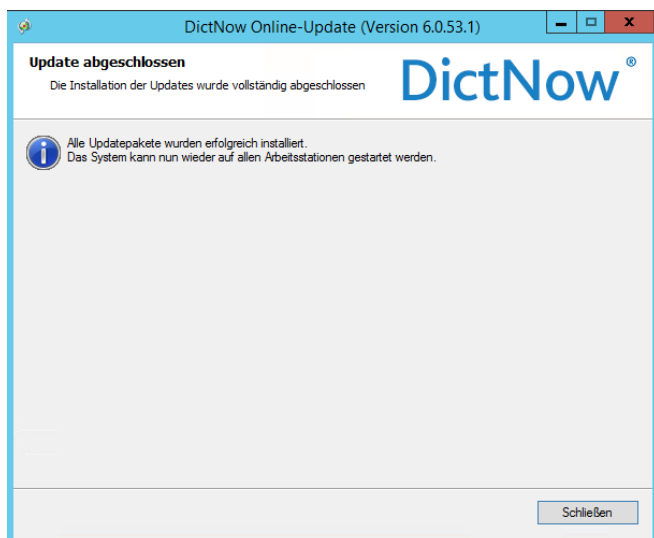 DictNow Online-Update (Version 6.0.53.1)
Update abgeschlossen
Die Installation der Updates wurde vollständig abgeschlossen
DictNow®
Alle Updatepakete wurden erfolgreich installiert.
Das System kann nun wieder auf allen Arbeitsstationen gestartet werden.
Schließen